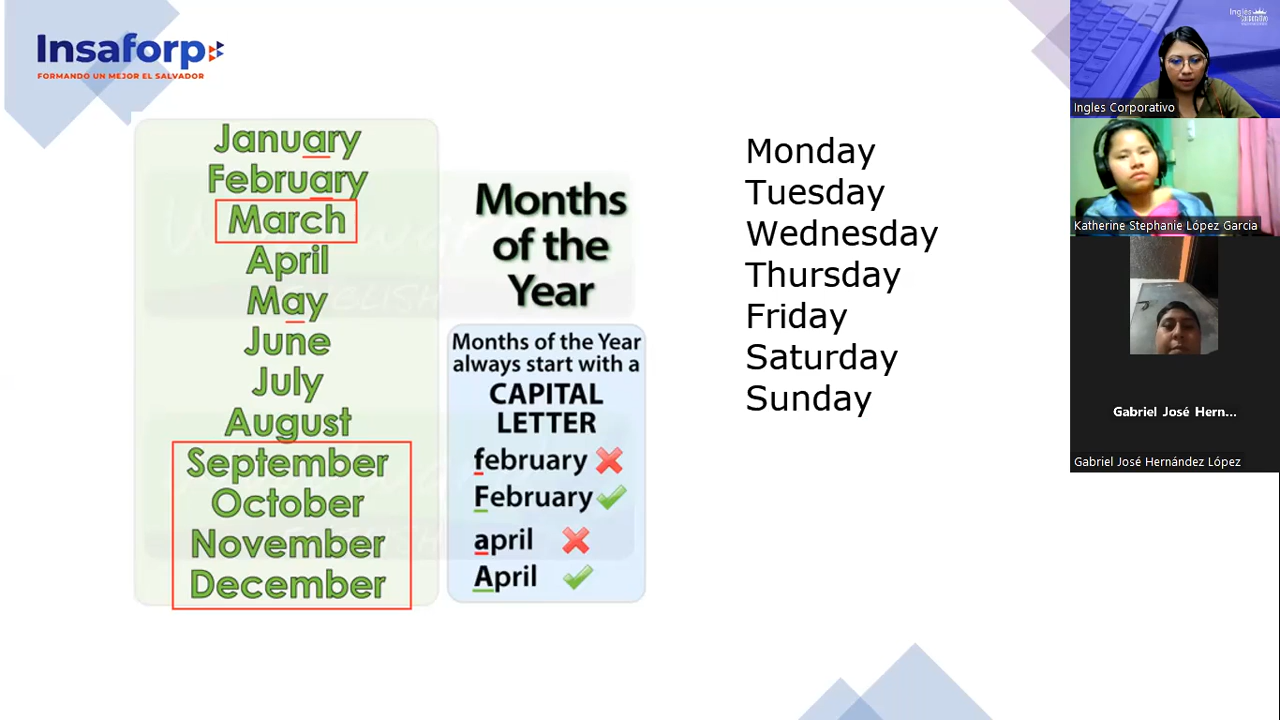 Insaforp
FORMANDO UN MEJOR EL SALVADOR
January
February
March
April
May
June
July
August
September
October
November
December
Months
of the
Year
Months of the Year
always start with a
CAPITAL
LETTER
february
February
april
April
Monday
Tuesday
Wednesday
Thursday
Friday
Saturday
Sunday
Ingles Corporativo
Katherine Stephanie López Garcia
Gabriel José Hern...
Gabriel José Hernández López